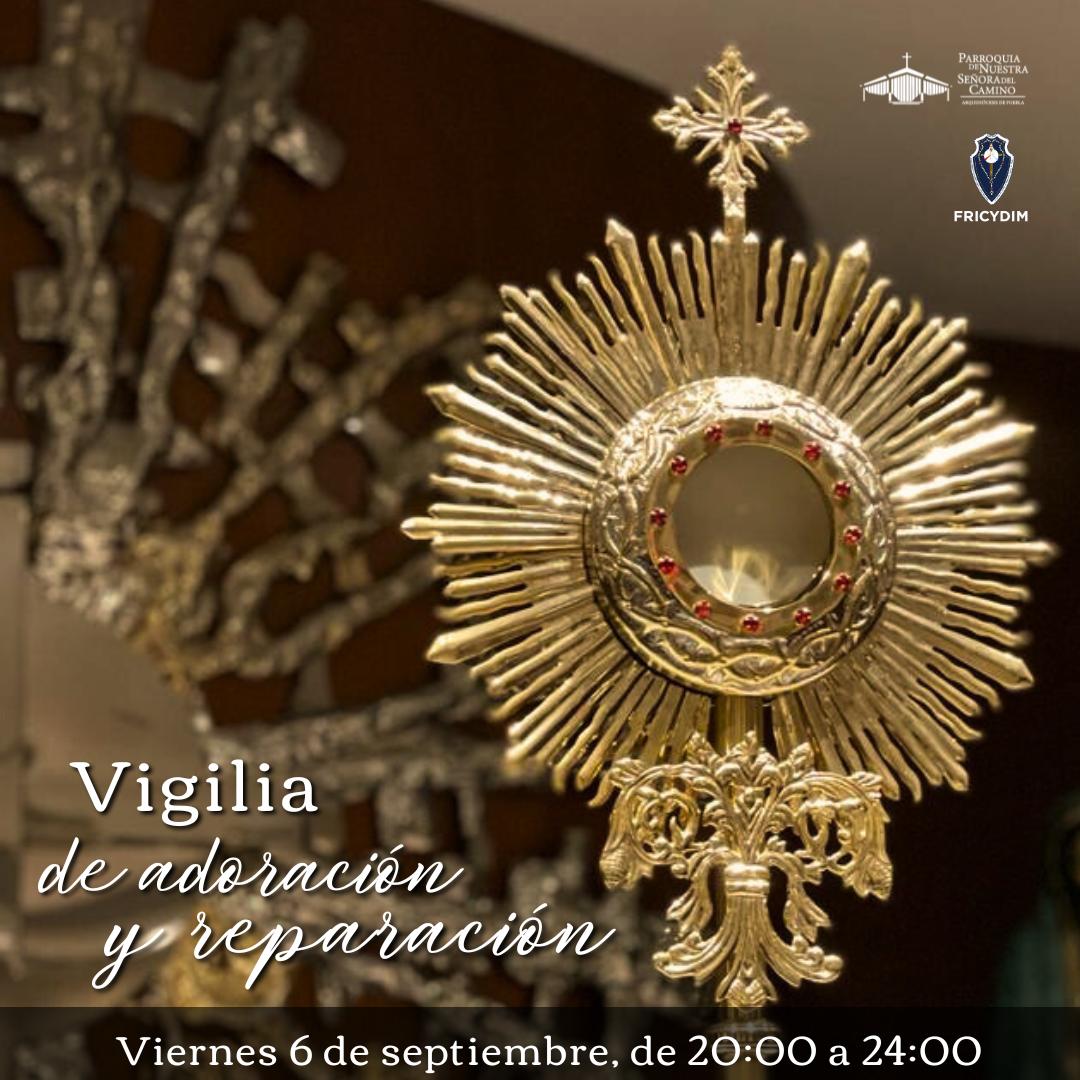 PARROQUIA
DE NUESTRA
SEÑORA DEL
CAMINO
ARQUIDIÓCESIS DE PUEBLA
FRICYDIM
Vigilia
de adoración
y reparación
Viernes 6 de septiembre, de 20:00 a 24:00